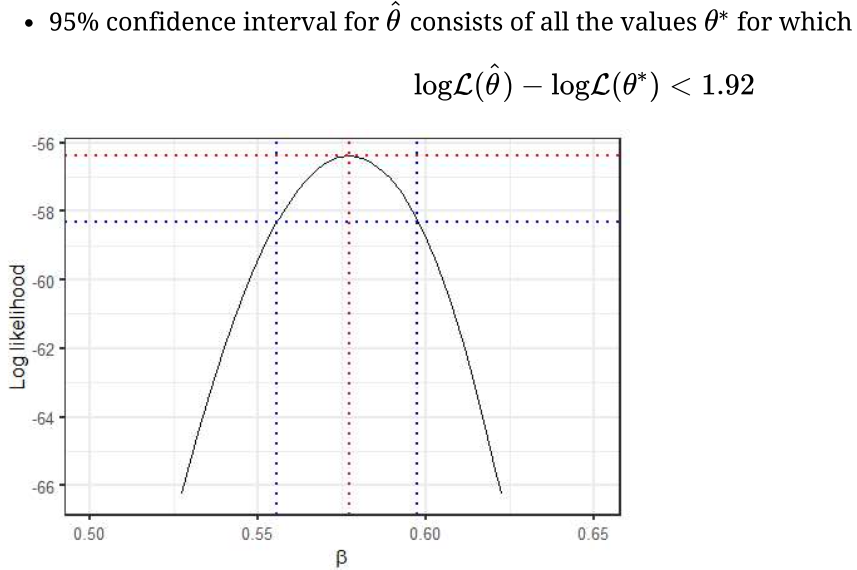 • 95% confidence interval for θ̂ consists of all the values θ* for which
logℒ(θ̂) − logℒ(θ*) < 1.92
-56
-58
-60
-62
-64
-66
Log likelihood
0.50 0.55 0.60 0.65
β